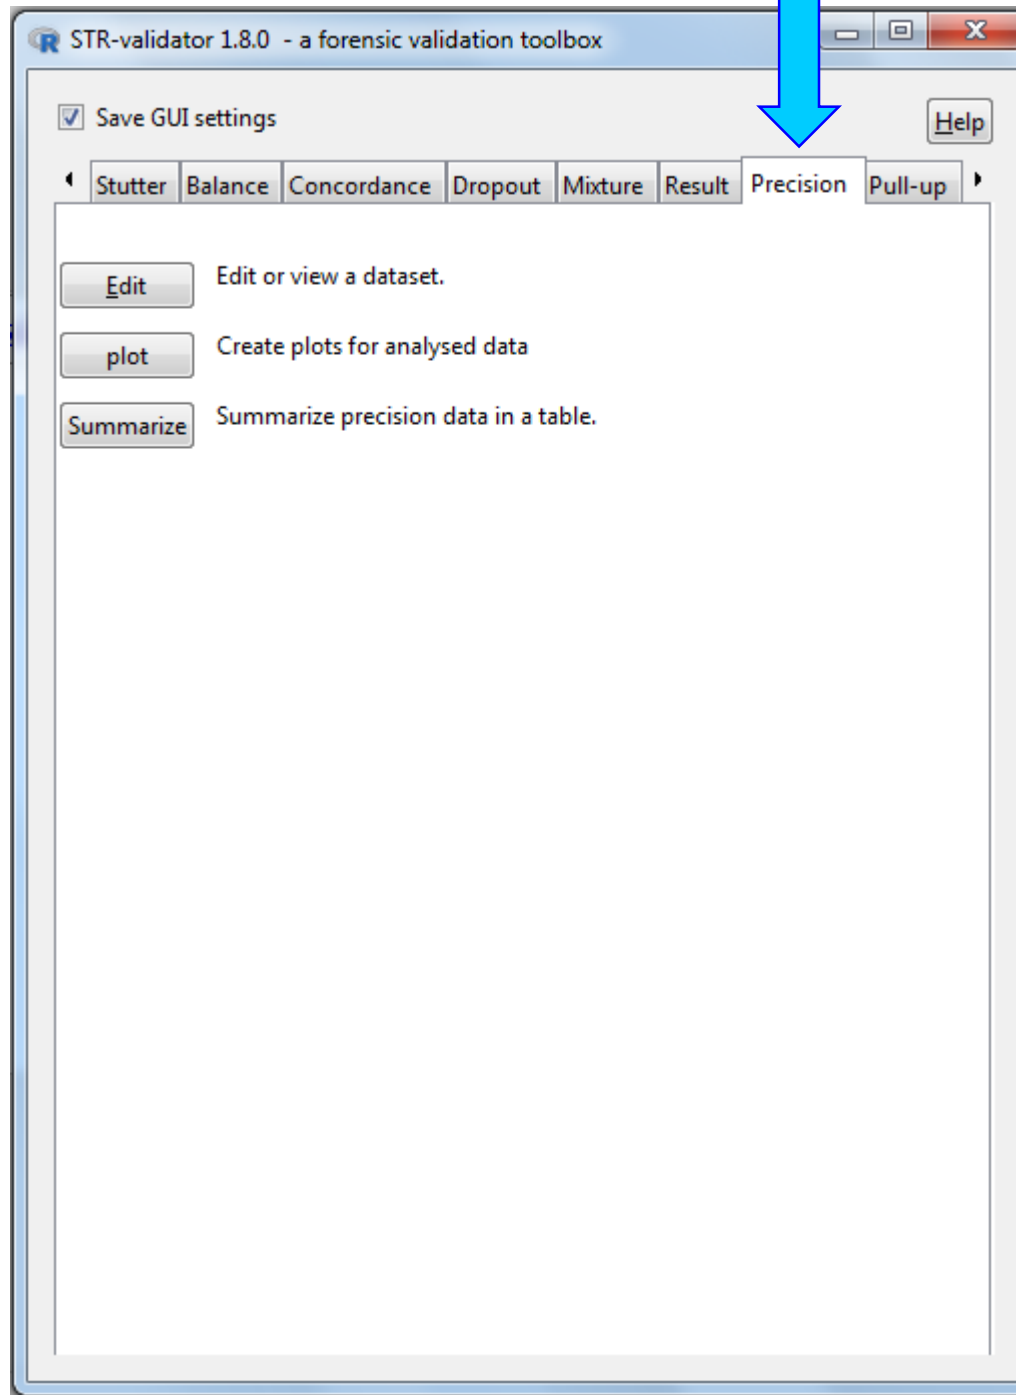 STR-validator 1.8.0 - a forensic validation toolbox
Save GUI settings
Help
Stutter Balance Concordance Dropout Mixture Result Precision Pull-up
Edit Edit or view a dataset.
plot Create plots for analysed data
Summarize Summarize precision data in a table.